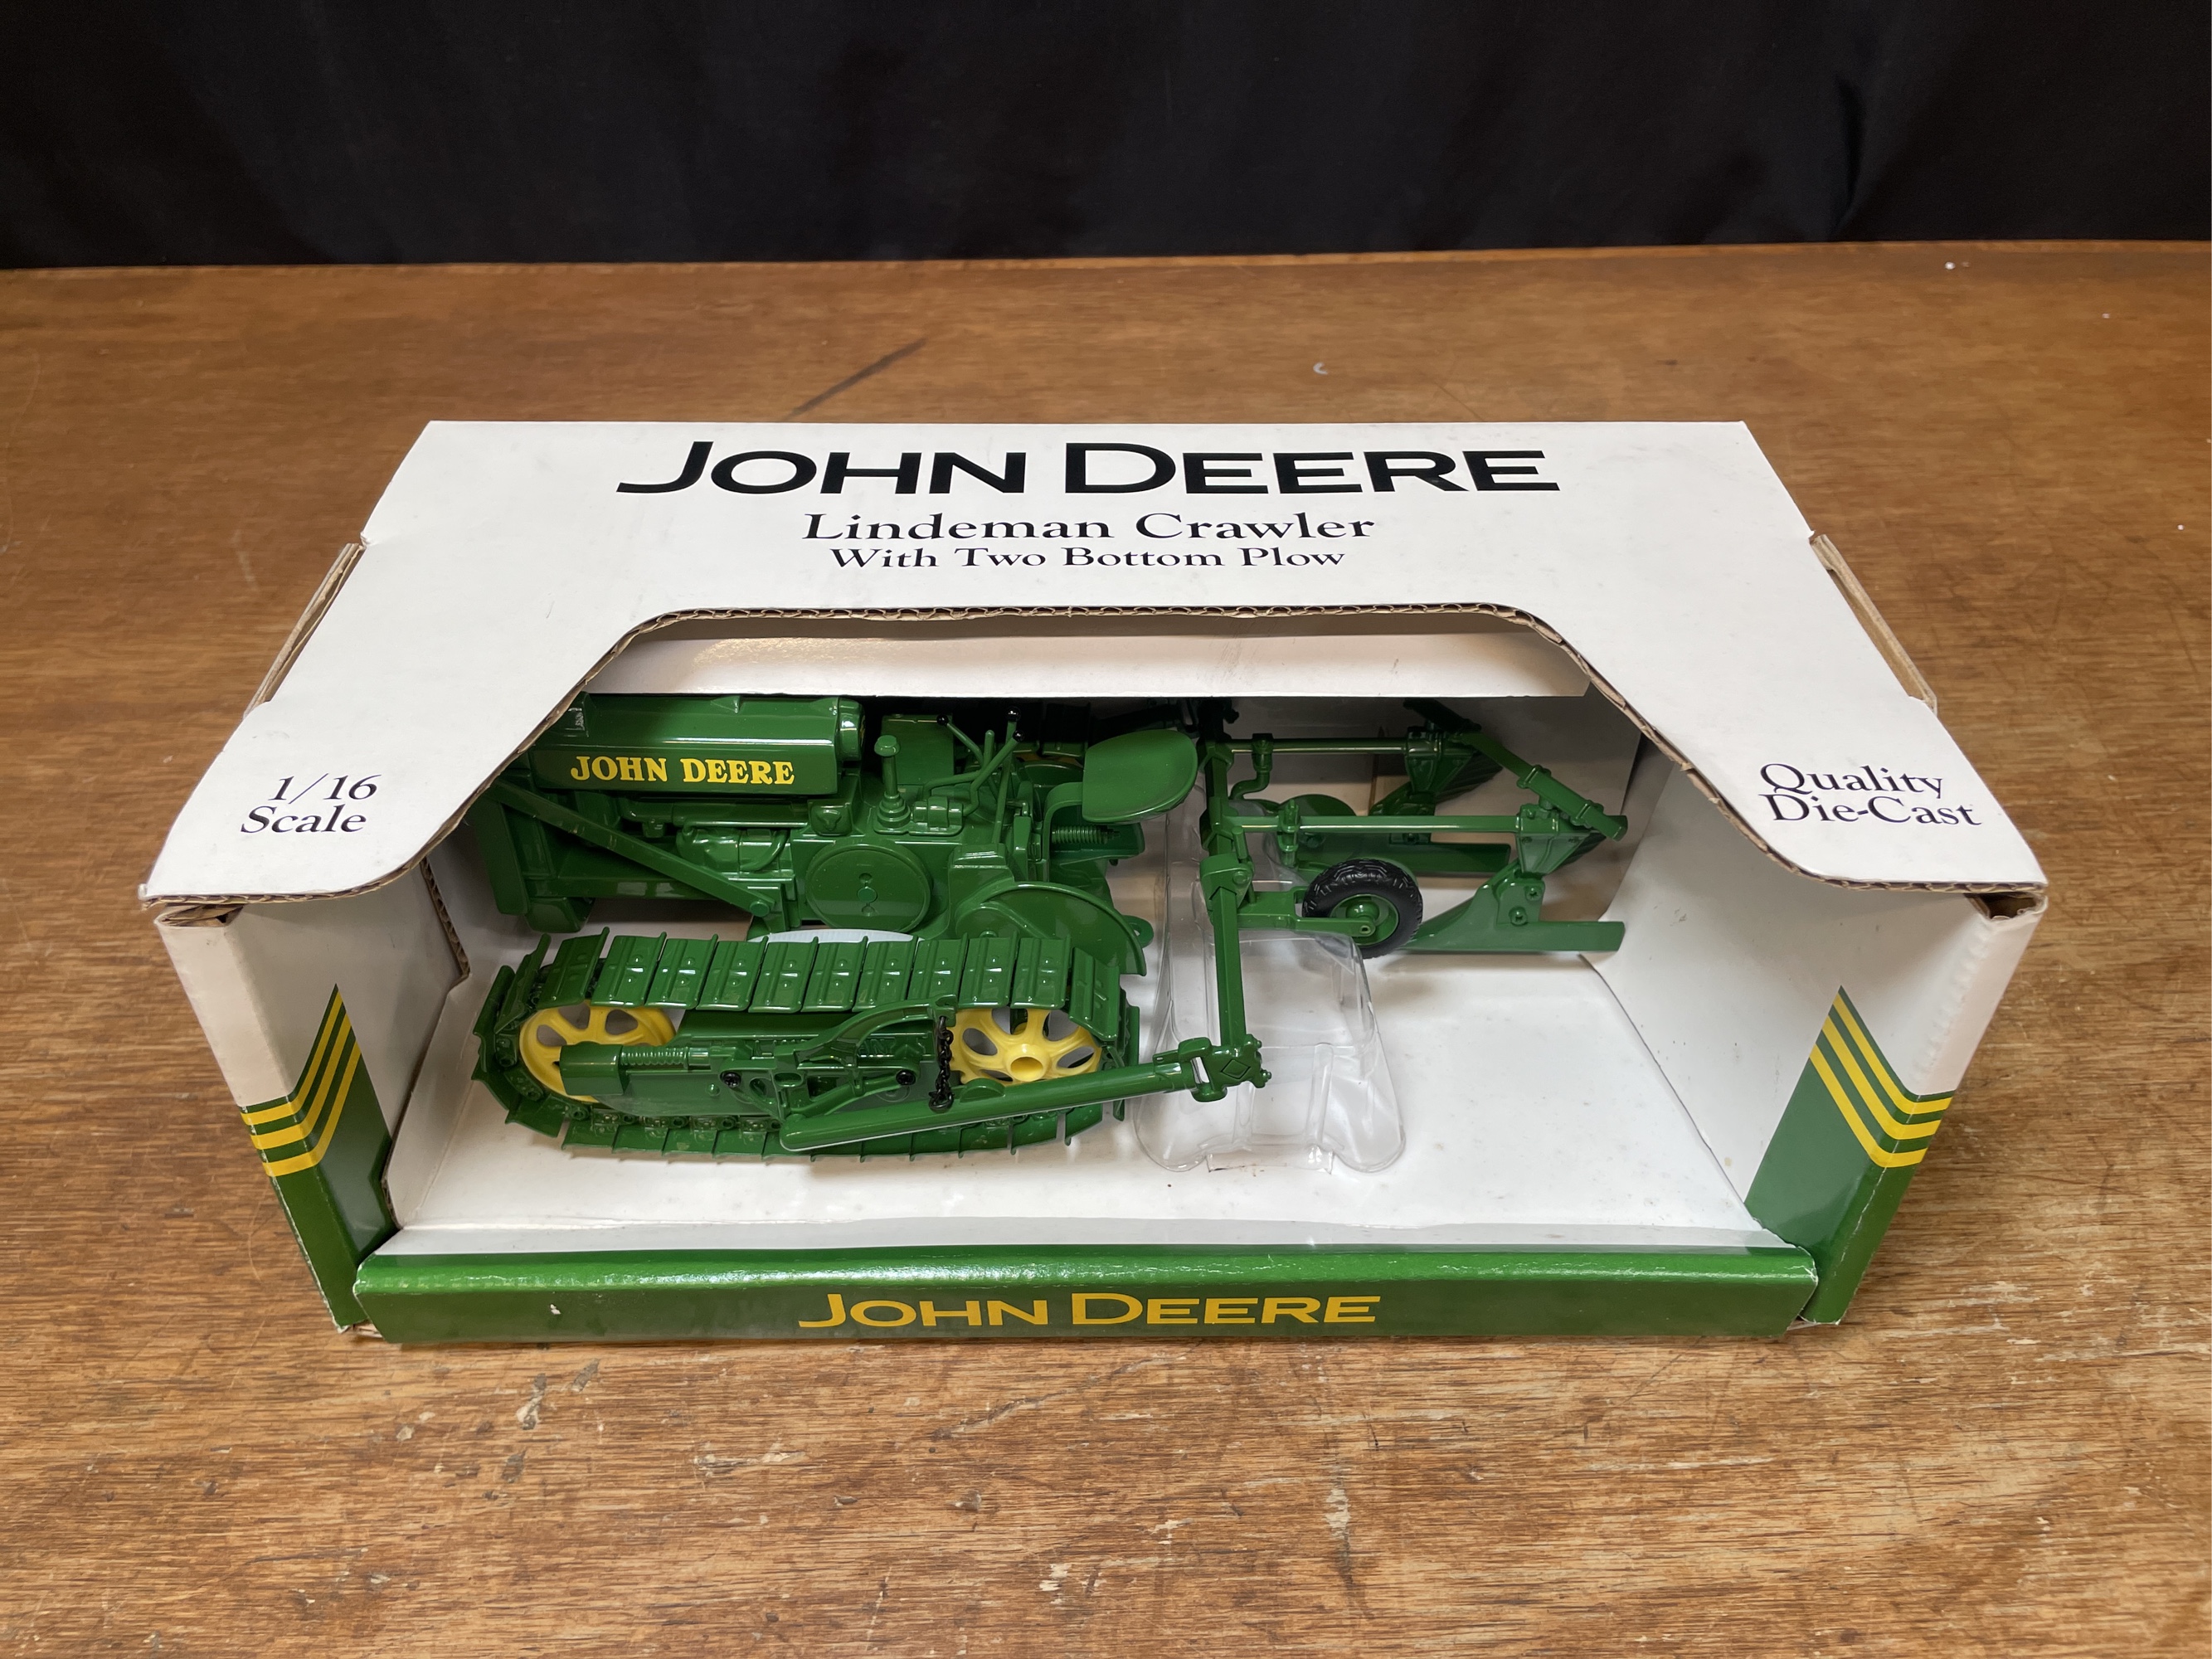 JOHN DEERE
Lindeman Crawler
With Two Bottom Plow
1/16
Scale
Quality
Die-Cast
JOHN DEERE
JOHN DEERE